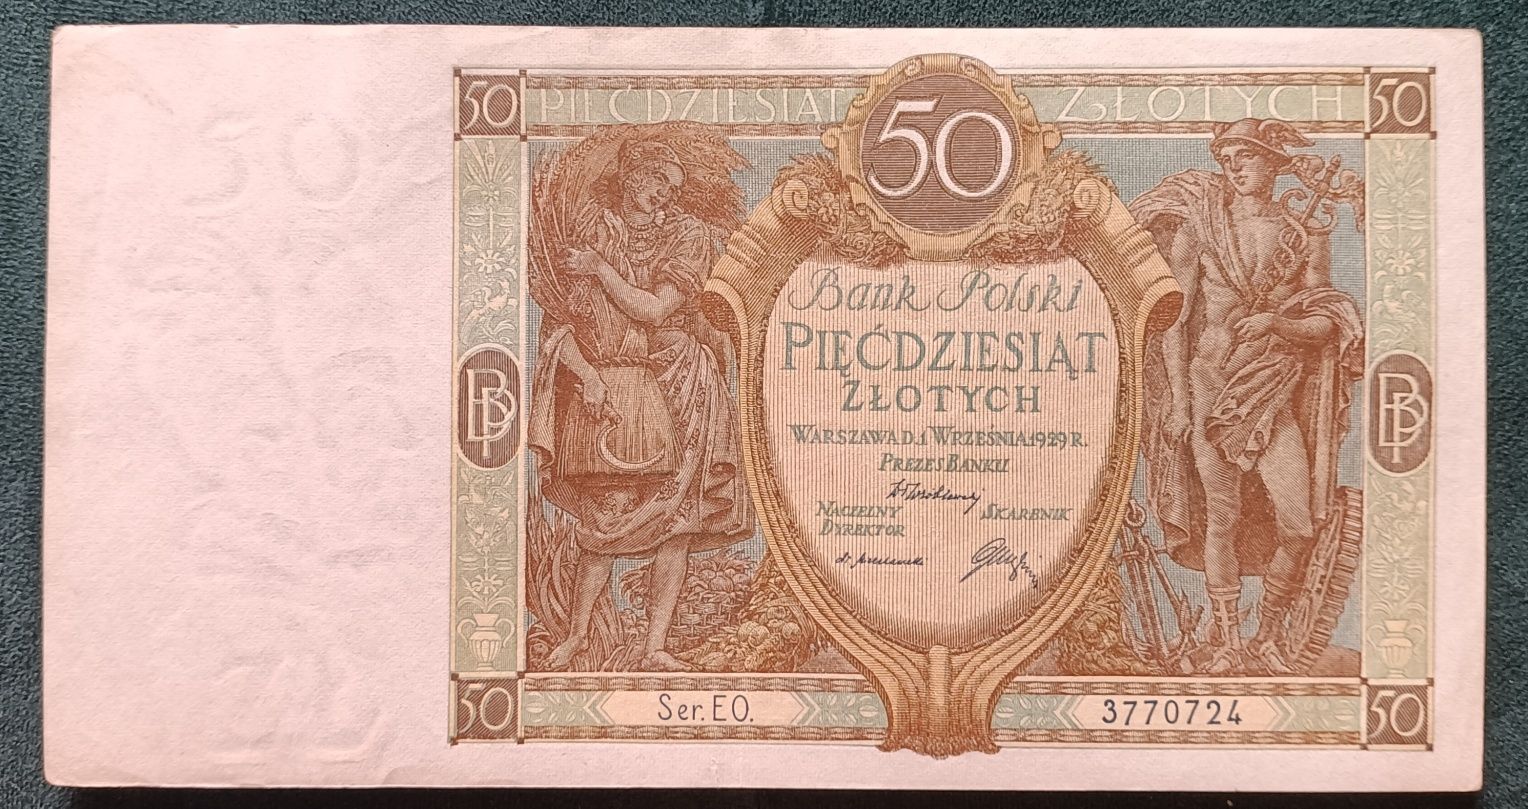 50 PIĘĆDZIESIĄT 50 ZŁOTYCH 50
50
Bank Polski
PIĘĆDZIESIĄT
ZŁOTYCH
WARSZAWA D. 1 WRZEŚNIA 1929 R.
BP PREZES BANKU BP
NACZELNY SKARBNIK
DYREKTOR
50 Ser. EO. 3770724 50